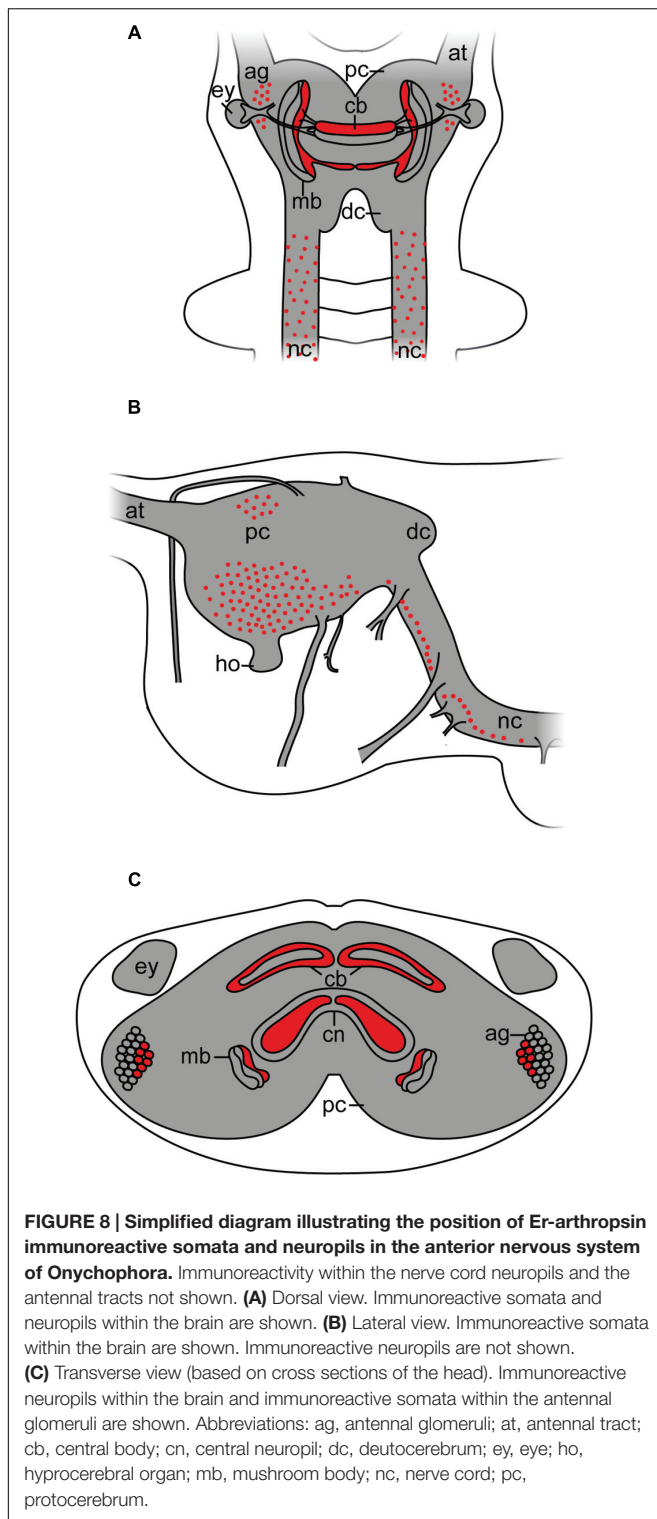 A
pc
at
ag
ey
cb
mb
dc
nc
nc
B
at
pc
dc
ho
nc
C
ey
cb
cn
mb
ag
pc
FIGURE 8 | Simplified diagram illustrating the position of Er-arthropsin
immunoreactive somata and neuropils in the anterior nervous system
of Onychophora. Immunoreactivity within the nerve cord neuropils and the
antennal tracts not shown. (A) Dorsal view. Immunoreactive somata and
neuropils within the brain are shown. (B) Lateral view. Immunoreactive somata
within the brain are shown. Immunoreactive neuropils are not shown.
(C) Transverse view (based on cross sections of the head). Immunoreactive
neuropils within the brain and immunoreactive somata within the antennal
glomeruli are shown. Abbreviations: ag, antennal glomeruli; at, antennal tract;
cb, central body; cn, central neuropil; dc, deutocerebrum; ey, eye; ho,
hyprocerebral organ; mb, mushroom body; nc, nerve cord; pc,
protocerebrum.